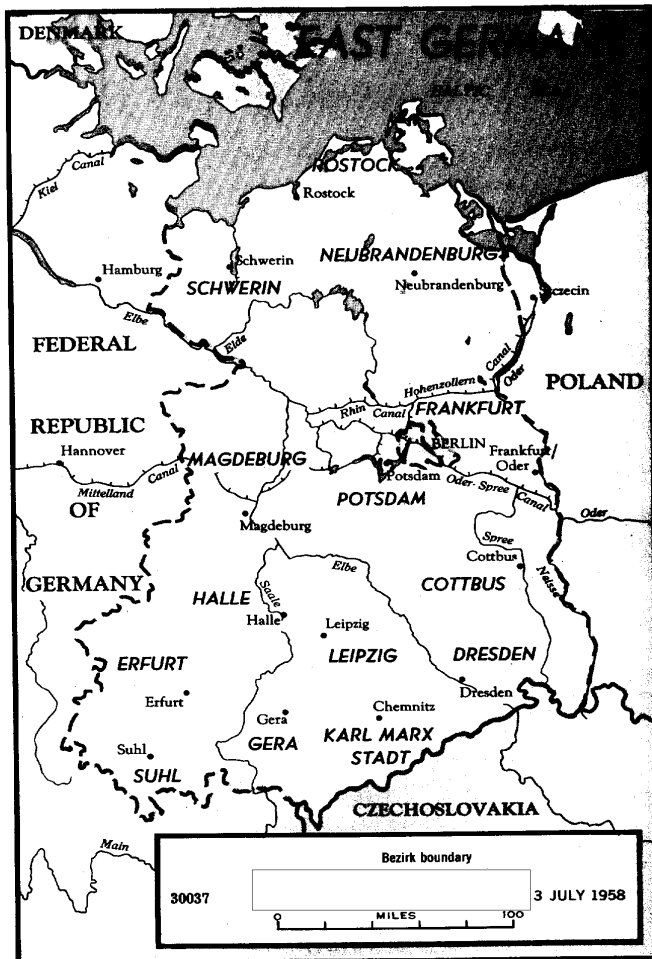 DENMARK
EAST GERMANY
BALTIC
Kiel
Canal
ROSTOCK
Rostock
Hamburg
Schwerin
SCHWERIN
NEUBRANDENBURG
Neubrandenburg
Szczecin
Elbe
Elde
FEDERAL
Canal
Oder
POLAND
Hohenzollern
Rhin Canal
FRANKFURT
REPUBLIC
Hannover
BERLIN
Frankfurt/
Oder
MAGDEBURG
Mittelland Canal
Potsdam
Oder-Spree Canal
OF
POTSDAM
Magdeburg
Oder
Spree
Cottbus
Elbe
GERMANY
Saale
HALLE
COTTBUS
Neisse
Halle
Leipzig
ERFURT
LEIPZIG
DRESDEN
Erfurt
Dresden
Gera
Chemnitz
GERA
KARL MARX
STADT
Suhl
SUHL
CZECHOSLOVAKIA
Main
Bezirk boundary
30037
3 JULY 1958
0 MILES 100